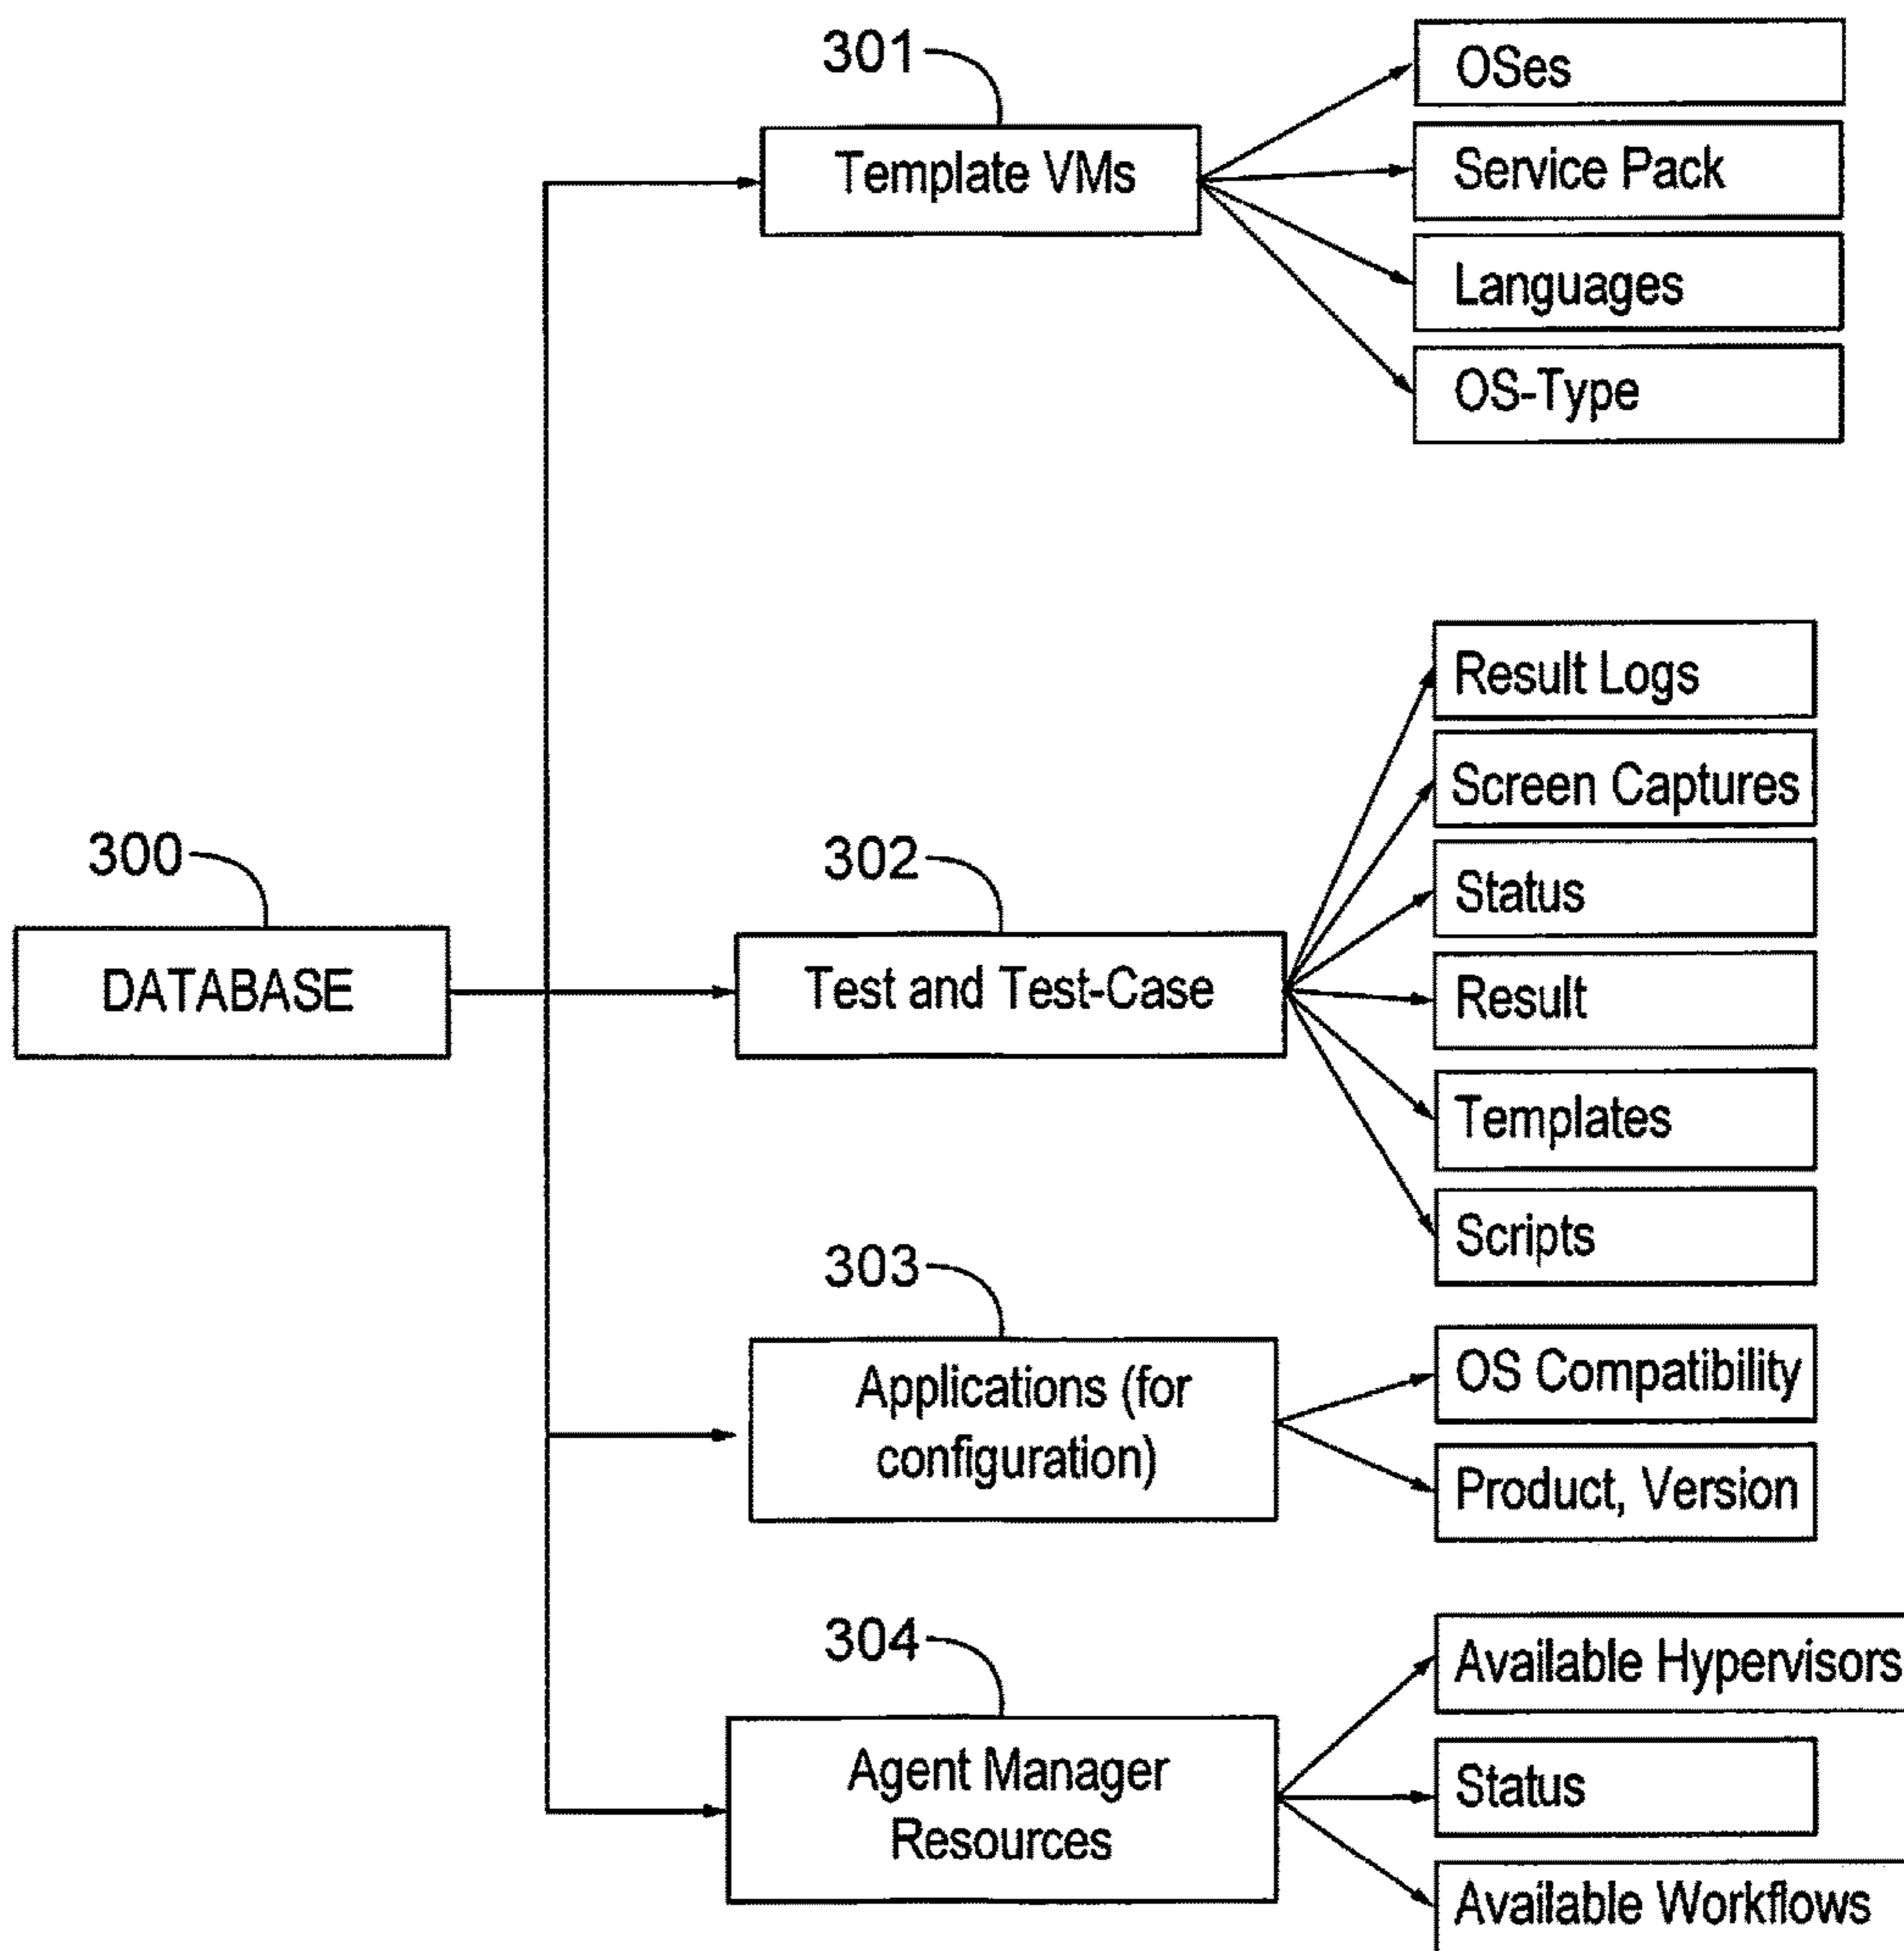 301
Template VMs
OSes
Service Pack
Languages
OS-Type
300
DATABASE
302
Test and Test-Case
Result Logs
Screen Captures
Status
Result
Templates
Scripts
303
Applications (for
configuration)
OS Compatibility
Product, Version
304
Agent Manager
Resources
Available Hypervisors
Status
Available Workflows